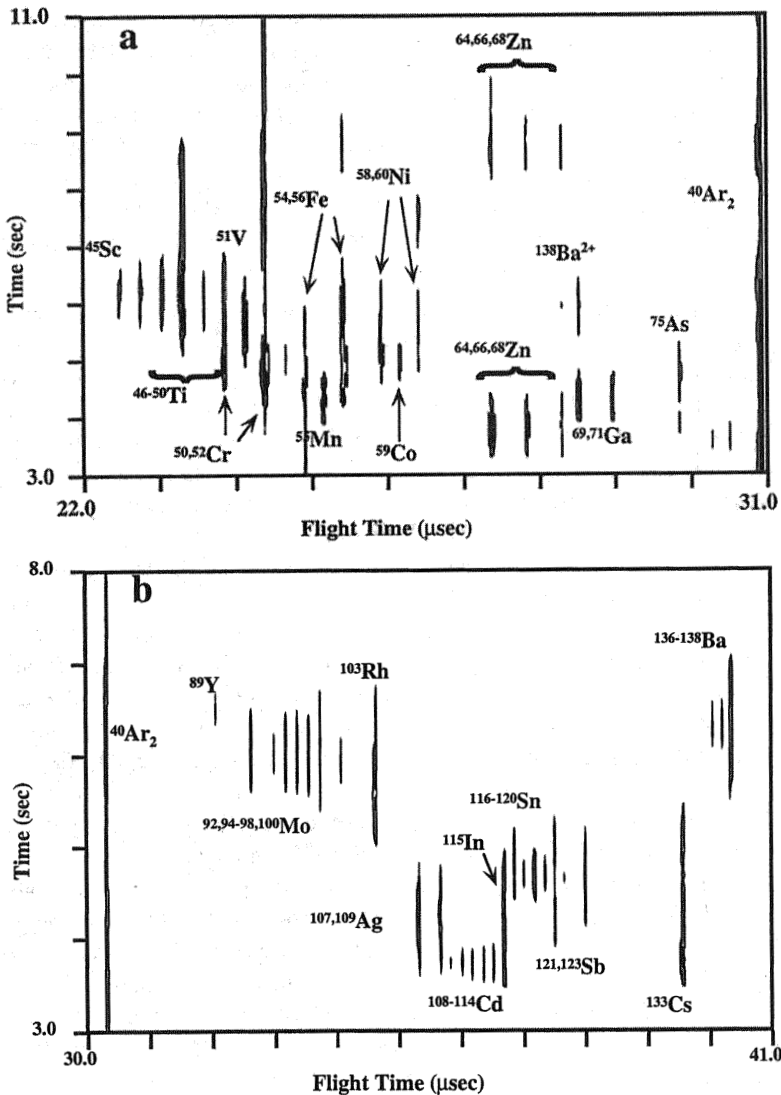 11.0
a
64,66,68Zn
58,60Ni
54,56Fe
40Ar2
51V
45Sc
138Ba2+
Time (sec)
75As
64,66,68Zn
46-50Ti
50,52Cr
55Mn
59Co
69,71Ga
3.0
22.0
31.0
Flight Time (μsec)
8.0
b
136-138Ba
103Rh
89Y
40Ar2
116-120Sn
92,94-98,100Mo
115In
Time (sec)
107,109Ag
121,123Sb
108-114Cd
133Cs
3.0
30.0
41.0
Flight Time (μsec)